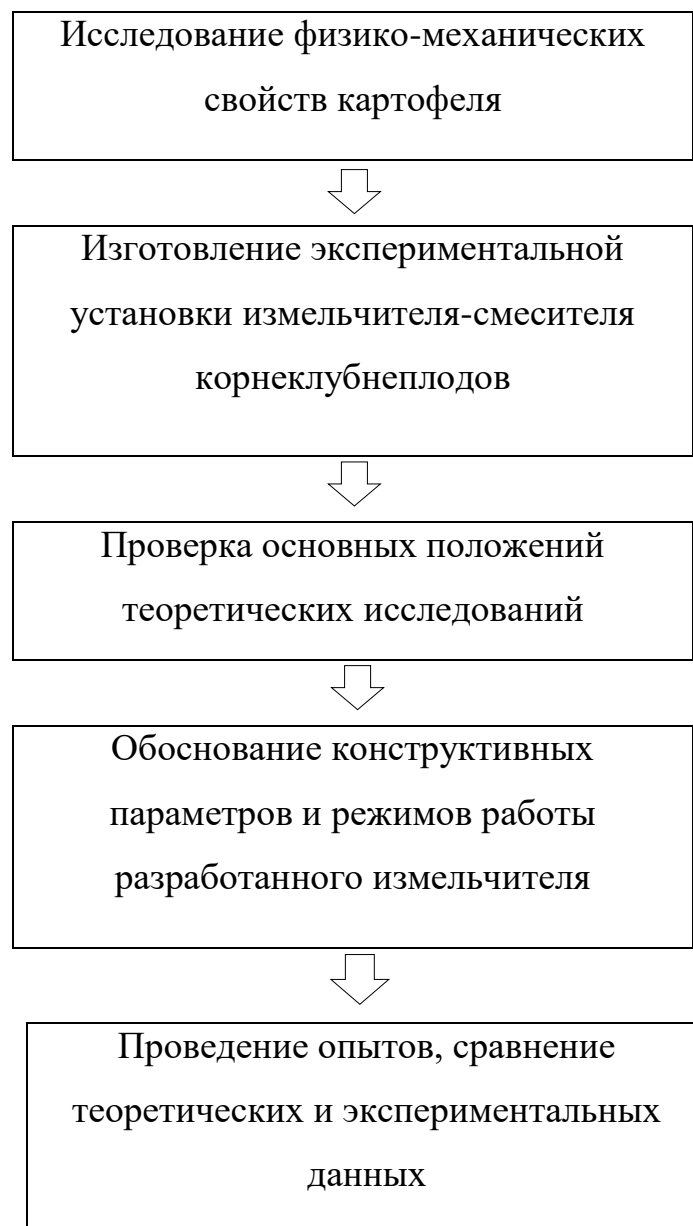 Исследование физико-механических
свойств картофеля
Изготовление экспериментальной
установки измельчителя-смесителя
корнеклубнеплодов
Проверка основных положений
теоретических исследований
Обоснование конструктивных
параметров и режимов работы
разработанного измельчителя
Проведение опытов, сравнение
теоретических и экспериментальных
данных